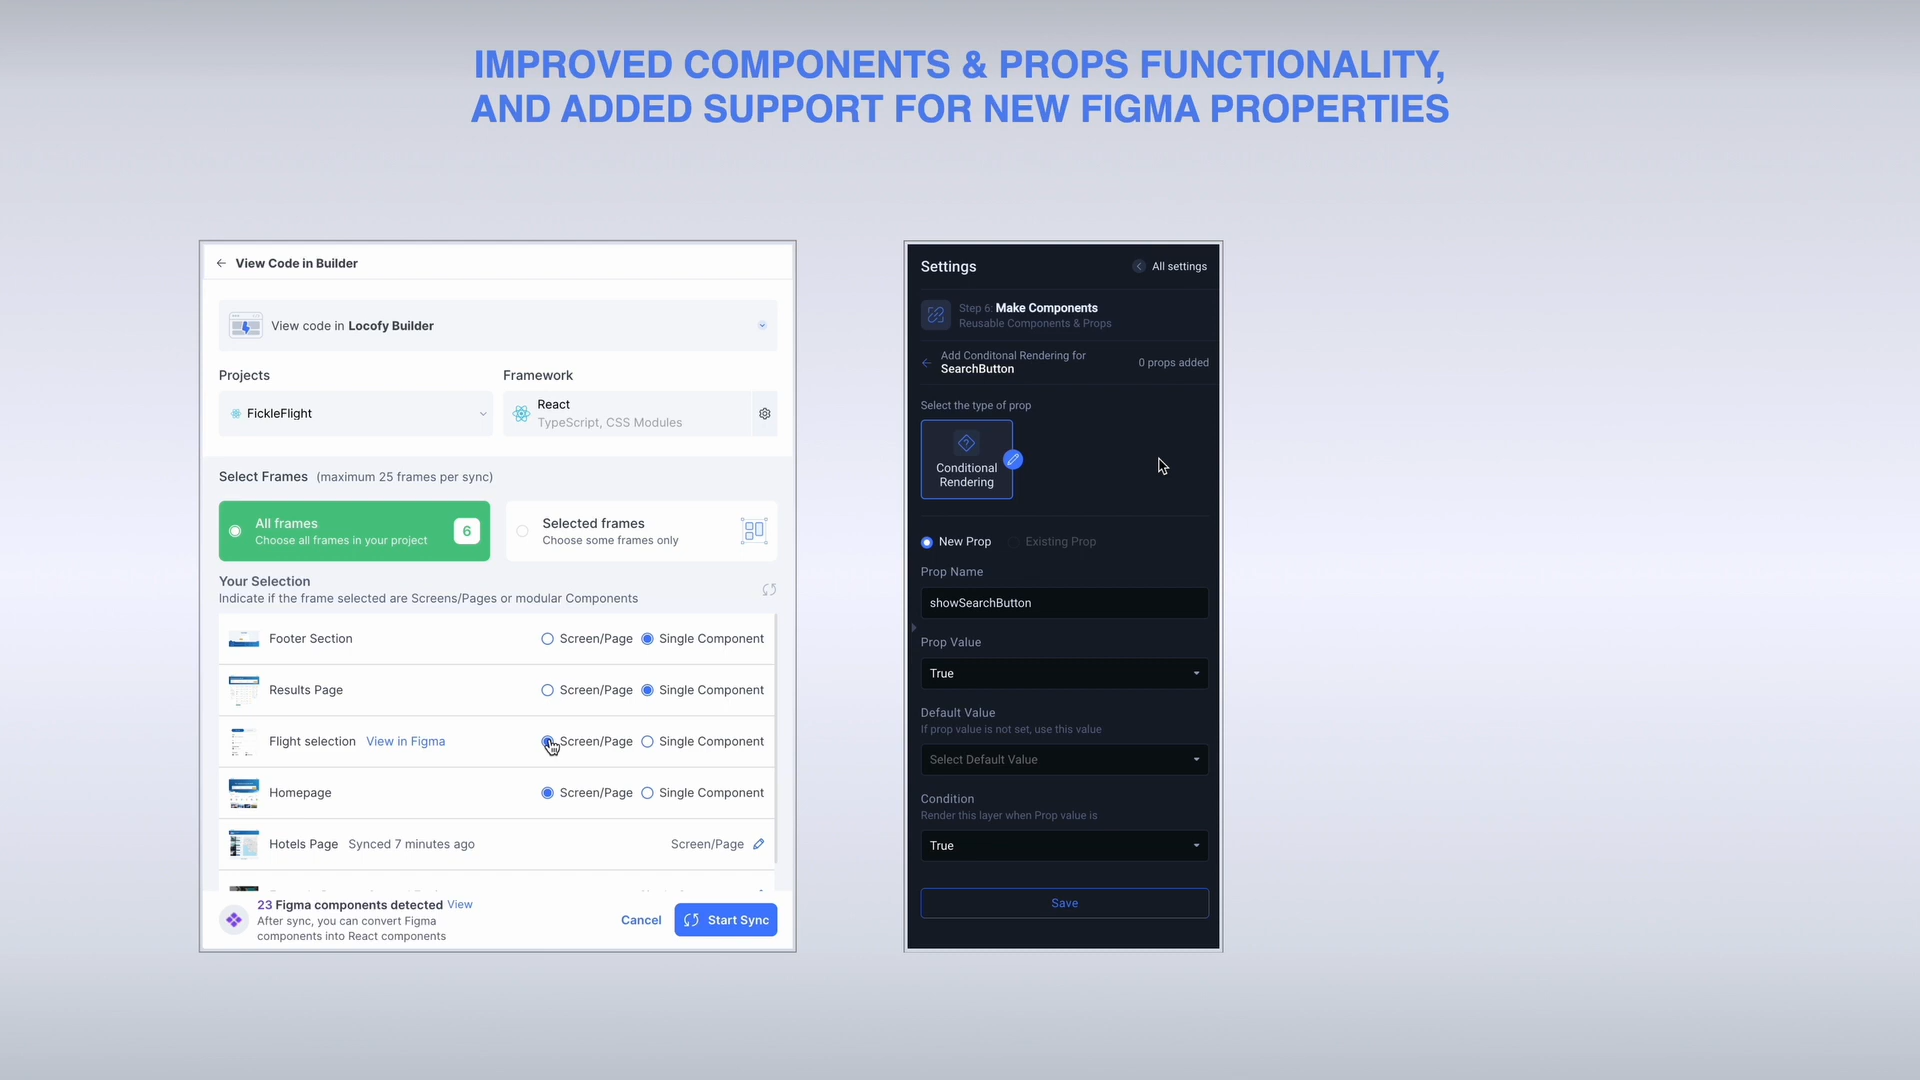 IMPROVED COMPONENTS & PROPS FUNCTIONALITY,
AND ADDED SUPPORT FOR NEW FIGMA PROPERTIES
View Code in Builder
View code in Locofy Builder
Projects
Framework
FickleFlight
React
TypeScript, CSS Modules
Select Frames (maximum 25 frames per sync)
All frames
Choose all frames in your project
6
Selected frames
Choose some frames only
Your Selection
Indicate if the frame selected are Screens/Pages or modular Components
Footer Section Screen/Page Single Component
Results Page Screen/Page Single Component
Flight selection View in Figma Screen/Page Single Component
Homepage Screen/Page Single Component
Hotels Page Synced 7 minutes ago Screen/Page
23 Figma components detected View
After sync, you can convert Figma
components into React components
Cancel
Start Sync
Settings
All settings
Step 6: Make Components
Reusable Components & Props
Add Conditonal Rendering for
SearchButton
0 props added
Select the type of prop
Conditional
Rendering
New Prop
Existing Prop
Prop Name
showSearchButton
Prop Value
True
Default Value
If prop value is not set, use this value
Select Default Value
Condition
Render this layer when Prop value is
True
Save